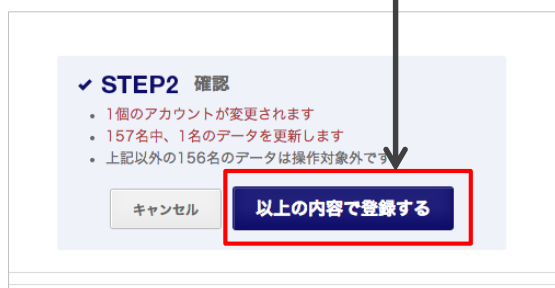 STEP2 確認
1個のアカウントが変更されます
157名中、1名のデータを更新します
上記以外の156名のデータは操作対象外です
キャンセル
以上の内容で登録する